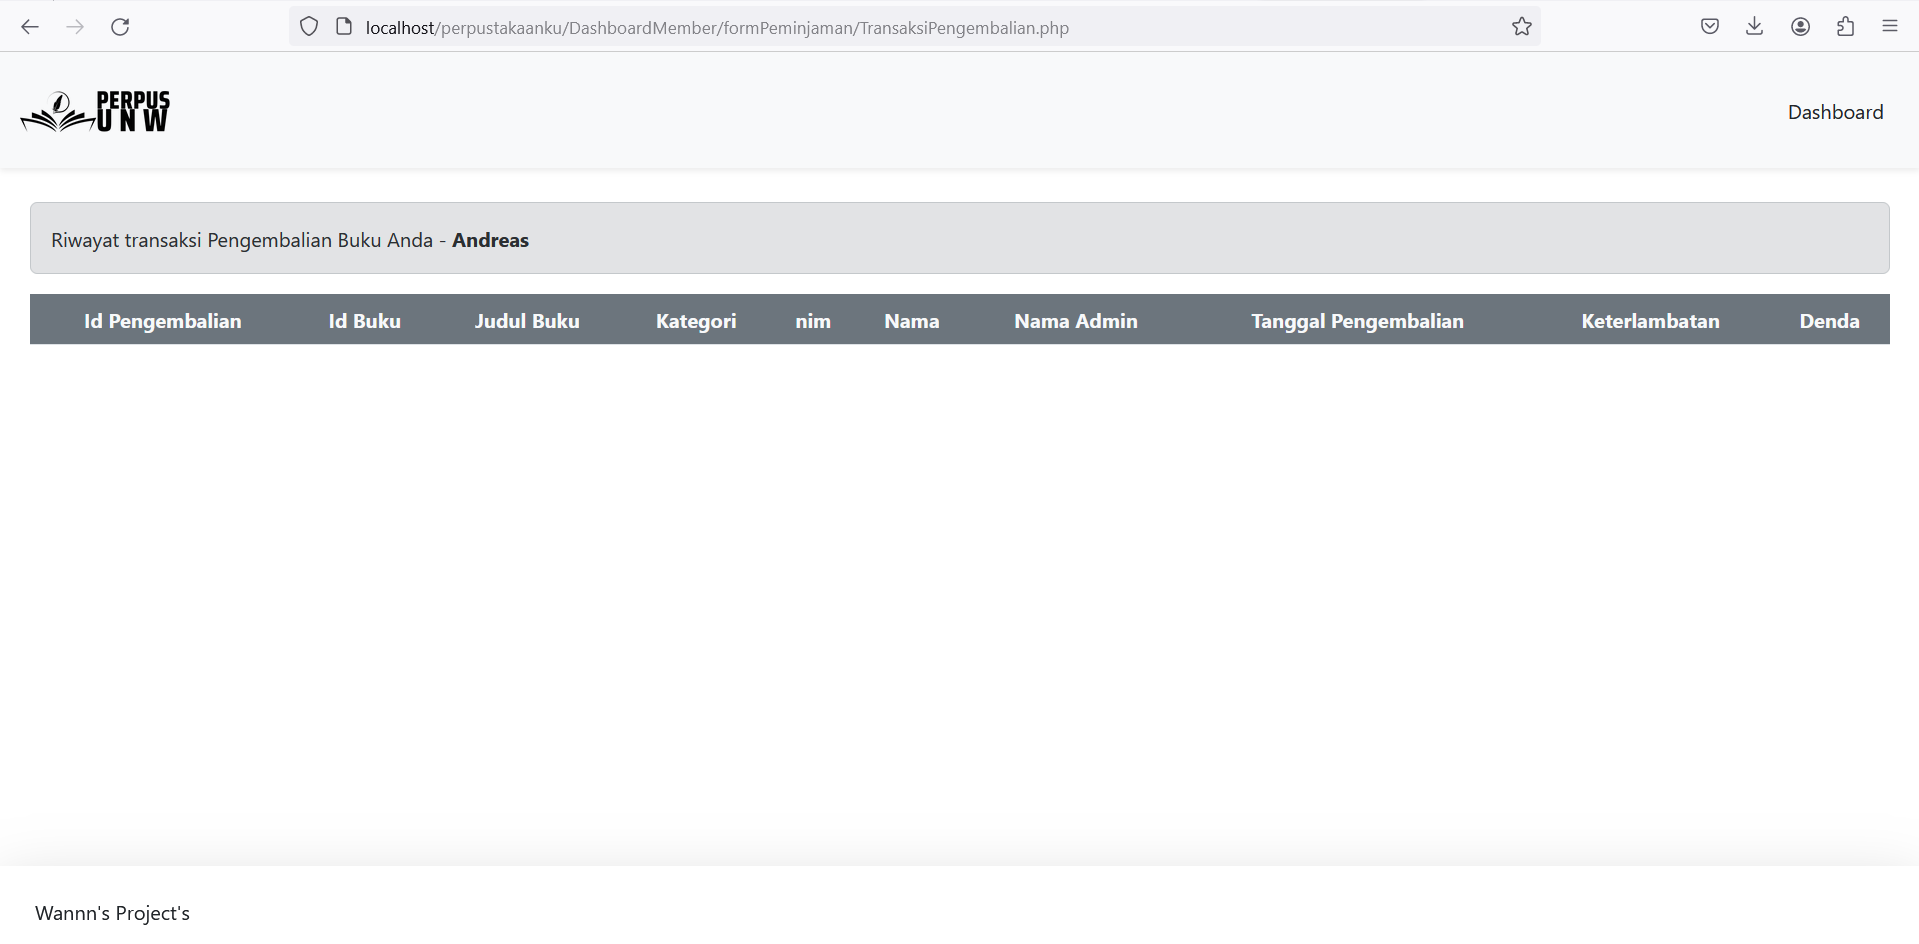 localhost/perpustakaanku/DashboardMember/formPeminjaman/TransaksiPengembalian.php
PERPUS
UNW
Dashboard
Riwayat transaksi Pengembalian Buku Anda - Andreas
Id Pengembalian Id Buku Judul Buku Kategori nim Nama Nama Admin Tanggal Pengembalian Keterlambatan Denda
Wannn's Project's